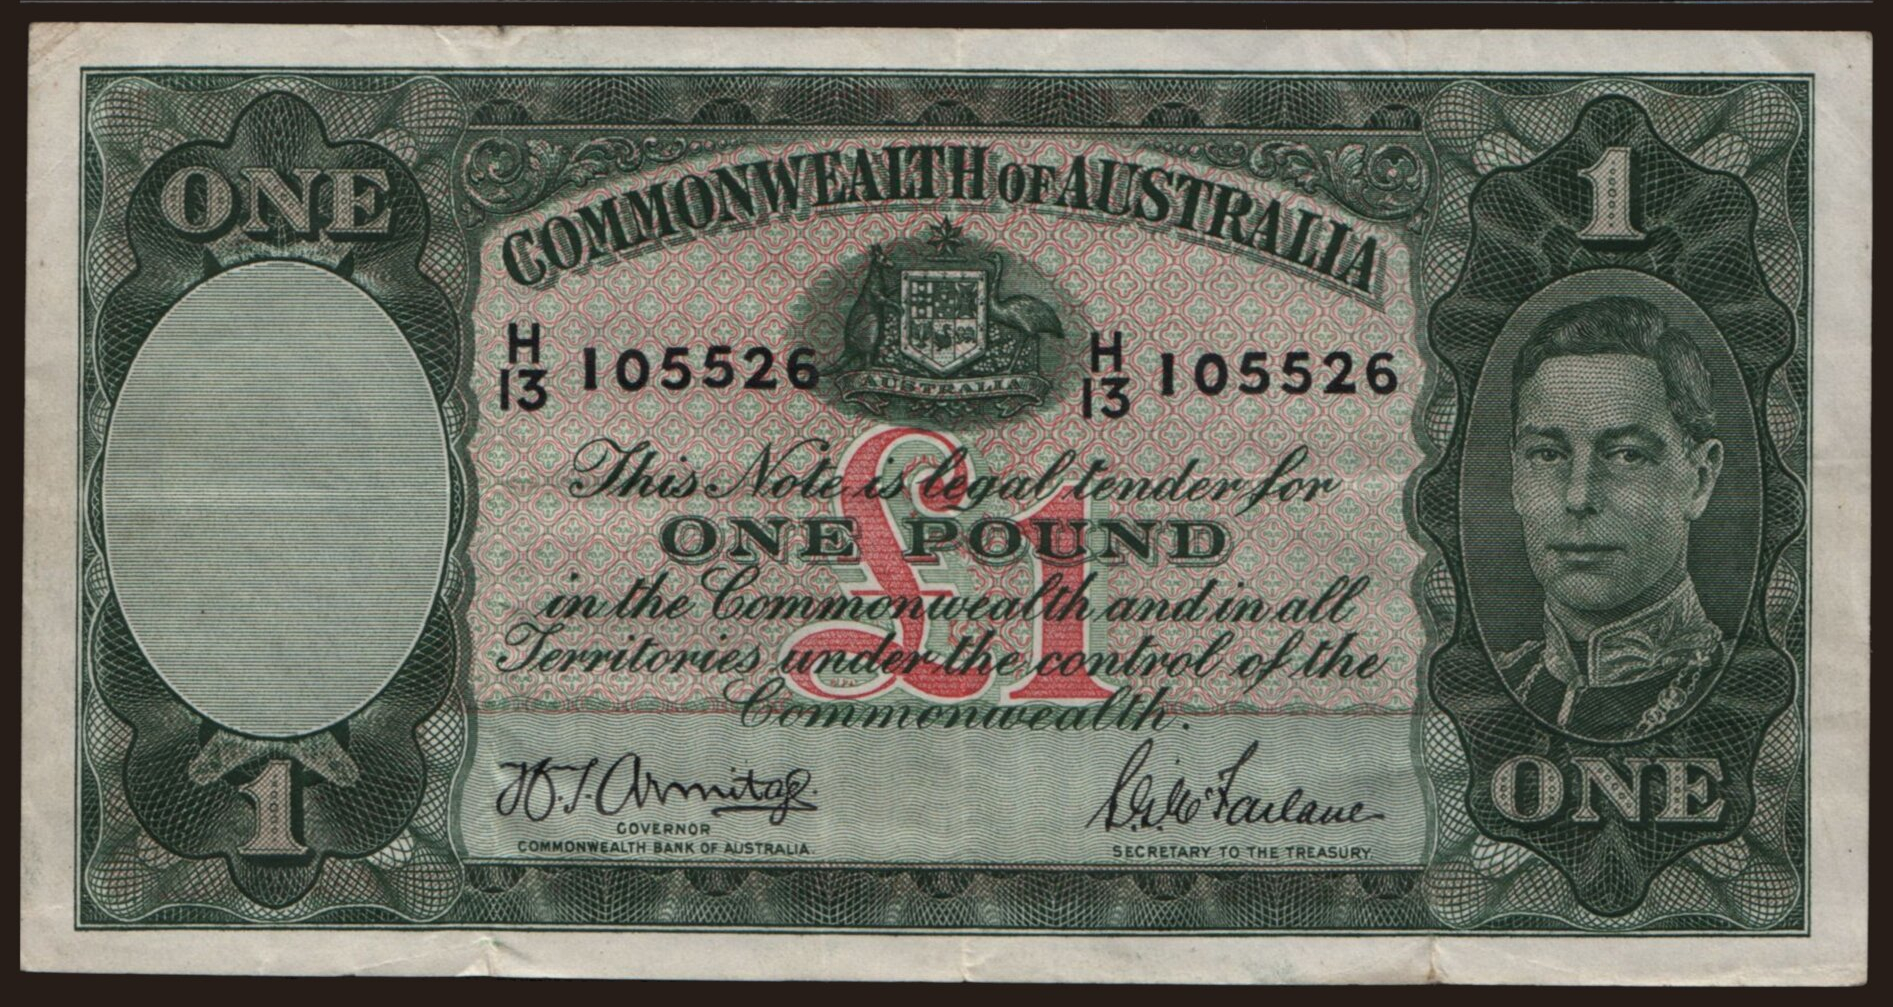 ONE
1
COMMONWEALTH OF AUSTRALIA
H
13 105526
H
13 105526
AUSTRALIA
This Note is legal tender for
ONE POUND
£1
in the Commonwealth and in all
Territories under the control of the
Commonwealth.
H.T. Armitage.
S.G. McFarlane
GOVERNOR
COMMONWEALTH BANK OF AUSTRALIA.
SECRETARY TO THE TREASURY.
1
ONE